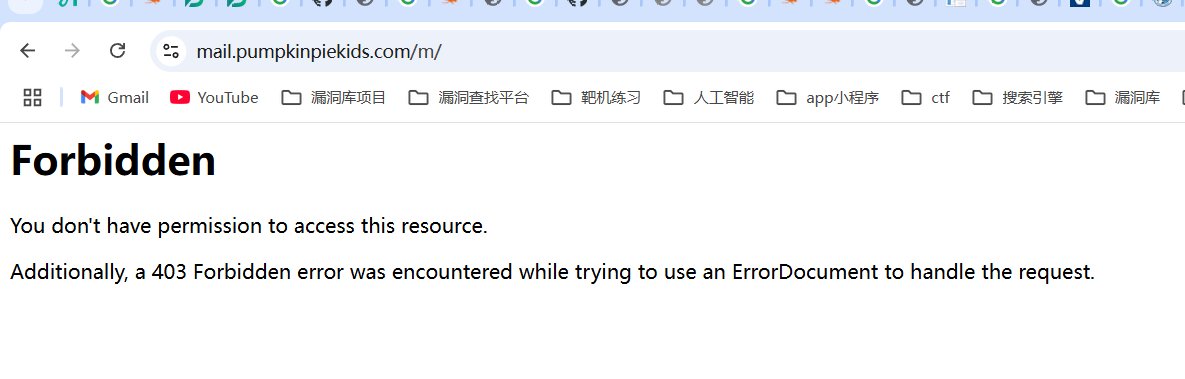 mail.pumpkinpiekids.com/m/
Gmail YouTube 漏洞库项目 漏洞查找平台 靶机练习 人工智能 app小程序 ctf 搜索引擎 漏洞库
Forbidden
You don't have permission to access this resource.
Additionally, a 403 Forbidden error was encountered while trying to use an ErrorDocument to handle the request.